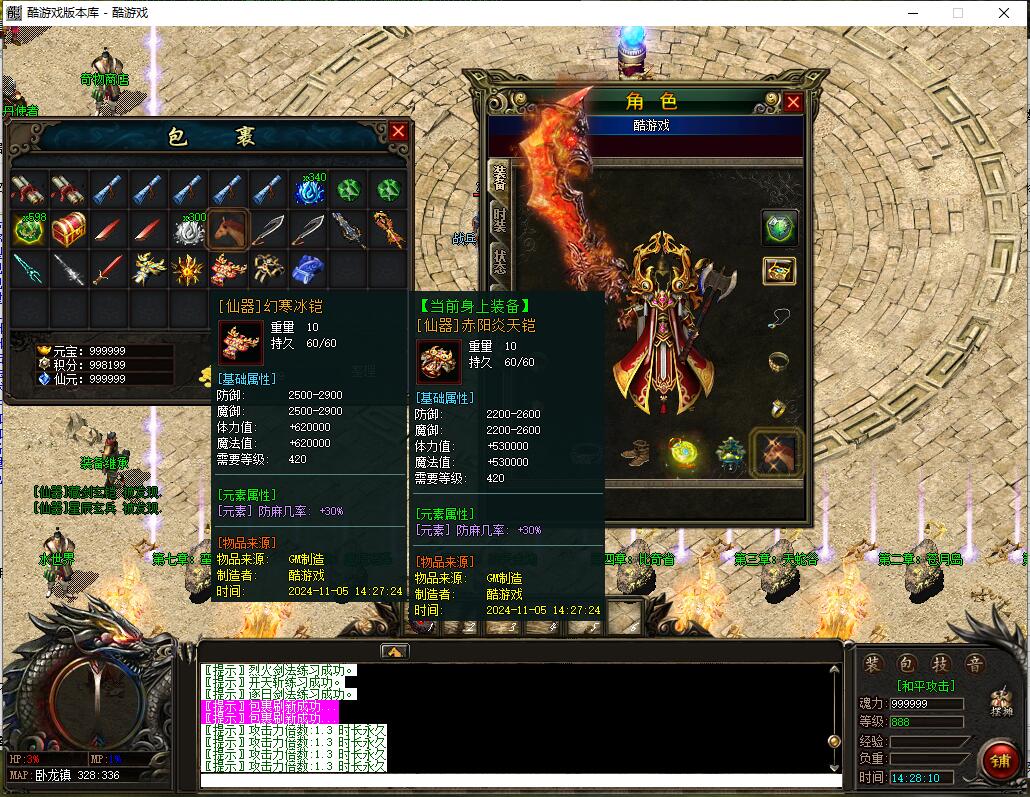 酷游戏版本库 - 酷游戏
奇物商店
丹使者
包 裹
x340
x598
x300
元宝: 999999
积分: 998199
仙元: 999999
角 色
酷游戏
装备
时装
状态
[仙器]幻寒冰铠
重量 10
持久 60/60
[基础属性]
防御: 2500-2900
魔御: 2500-2900
体力值: +620000
魔法值: +620000
需要等级: 420
[元素属性]
[元素] 防麻几率: +30%
[物品来源]
物品来源: GM制造
制造者: 酷游戏
时间: 2024-11-05 14:27:24
【当前身上装备】
[仙器]赤阳炎天铠
重量 10
持久 60/60
[基础属性]
防御: 2200-2600
魔御: 2200-2600
体力值: +530000
魔法值: +530000
需要等级: 420
[元素属性]
[元素] 防麻几率: +30%
[物品来源]
物品来源: GM制造
制造者: 酷游戏
时间: 2024-11-05 14:27:24
装备继承
水世界
第七章:
四章: 比奇省
第三章: 天蛇谷
第二章: 苍月岛
1 2 3 4 5 6
〖提示〗烈火剑法练习成功。
〖提示〗开天斩练习成功。
〖提示〗逐日剑法练习成功。
〖提示〗包裹刷新成功...
〖提示〗包裹刷新成功...
〖提示〗攻击力倍数:1.3 时长永久
〖提示〗攻击力倍数:1.3 时长永久
〖提示〗攻击力倍数:1.3 时长永久
〖提示〗攻击力倍数:1.3 时长永久
HP:3% MP:1%
MAP:卧龙镇 328:336
装 包 技 音
[和平攻击]
魂力: 999999
等级: 888
经验:
负重:
时间: 14:28:10
摆摊
铺